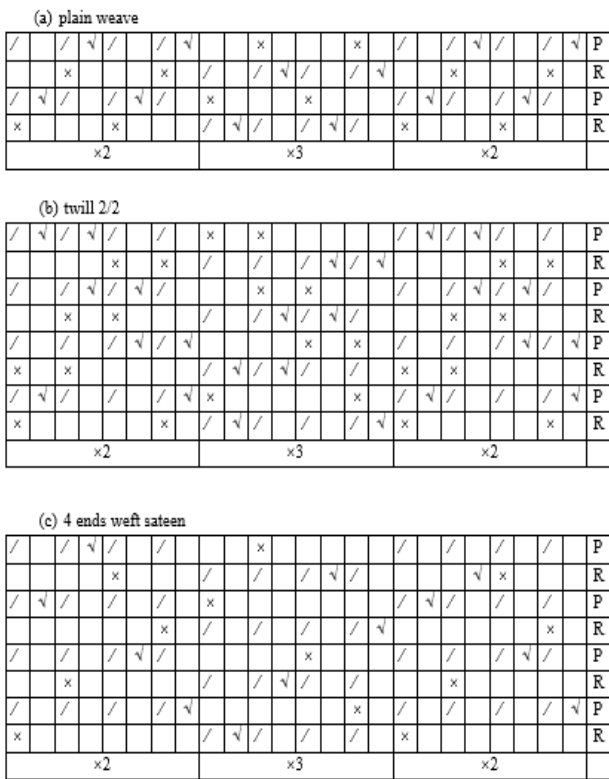 (a) plain weave
/ / √ / / √ × × / / √ / / √ P
× × / / √ / / √ × × R
/ √ / / √ / × × / √ / / √ / P
× × / √ / / √ / × × R
×2 ×3 ×2
(b) twill 2/2
/ √ / √ / / × × / √ / √ / / P
× × / / / √ / √ × × R
/ / √ / √ / × × / / √ / √ / P
× × / / √ / √ / × × R
/ / / √ / √ × × / / / √ / √ P
× × / √ / √ / / × × R
/ √ / / / √ × × / √ / / / √ P
× × / √ / / / √ × × R
×2 ×3 ×2
(c) 4 ends weft sateen
/ / √ / / × / / / / P
× / / / √ / √ × R
/ √ / / / × / √ / / / P
× / / / / √ × R
/ / / √ / × / / / √ / P
× / / √ / / × R
/ / / / √ × / / / / √ P
× / √ / / / × R
×2 ×3 ×2